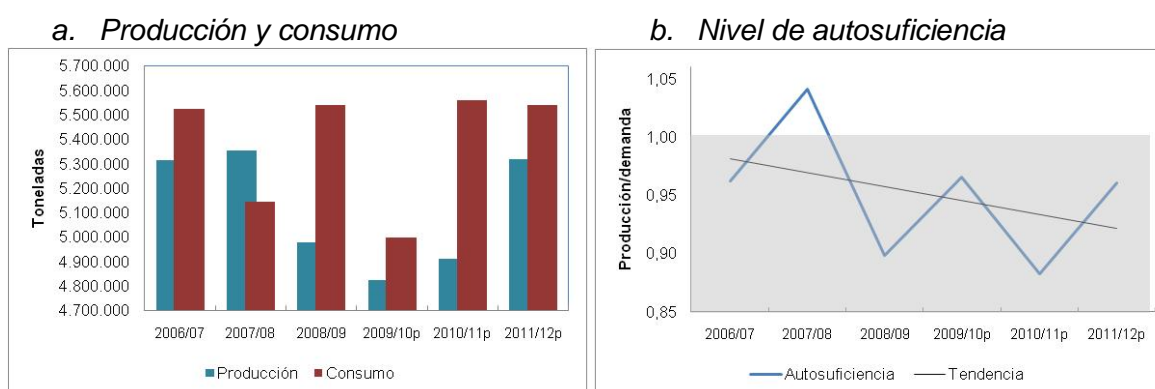 a. Producción y consumo
Toneladas
5.700.000
5.600.000
5.500.000
5.400.000
5.300.000
5.200.000
5.100.000
5.000.000
4.900.000
4.800.000
4.700.000
2006/07 2007/08 2008/09 2009/10p 2010/11p 2011/12p
Producción Consumo
b. Nivel de autosuficiencia
Producción/demanda
1,05
1,00
0,95
0,90
0,85
2006/07 2007/08 2008/09 2009/10p 2010/11p 2011/12p
Autosuficiencia Tendencia